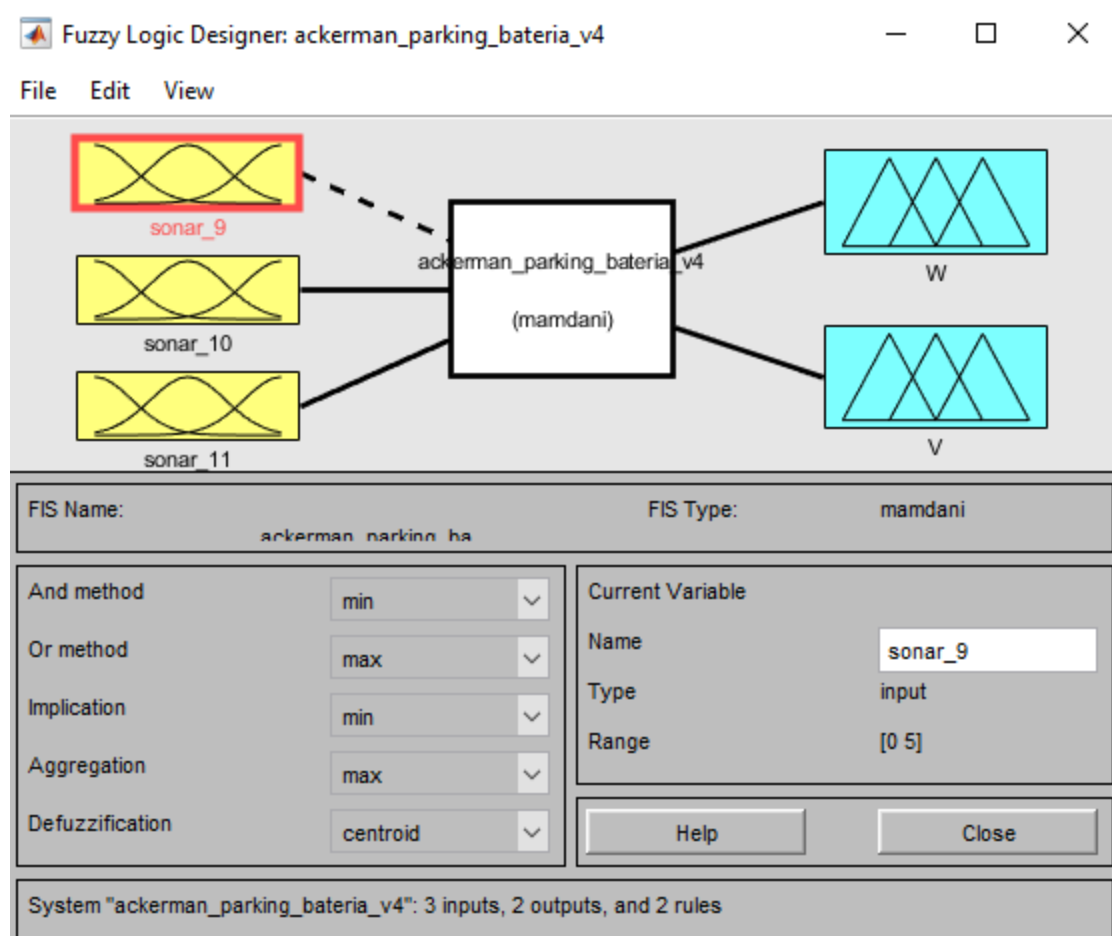 Fuzzy Logic Designer: ackerman_parking_bateria_v4
File Edit View
sonar_9
sonar_10
sonar_11
ackerman_parking_bateria_v4
(mamdani)
W
V
FIS Name: ackerman_parking_ba
FIS Type: mamdani
And method min
Or method max
Implication min
Aggregation max
Defuzzification centroid
Current Variable
Name sonar_9
Type input
Range [0 5]
Help Close
System "ackerman_parking_bateria_v4": 3 inputs, 2 outputs, and 2 rules